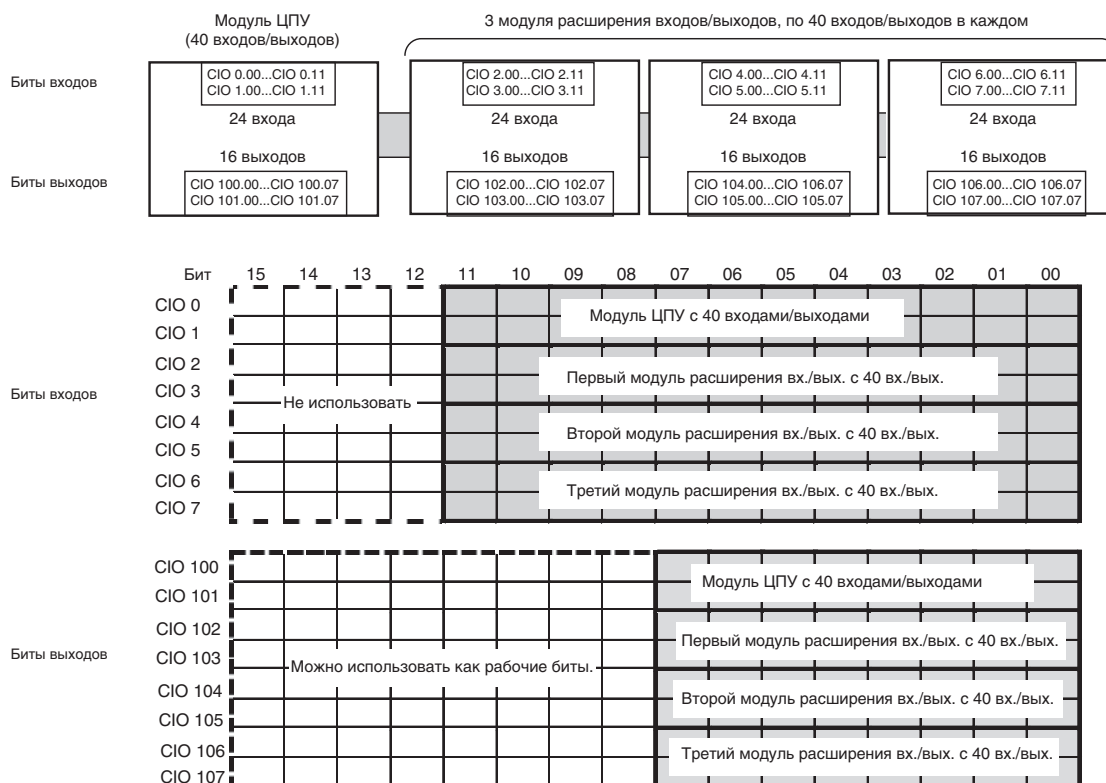 Модуль ЦПУ
(40 входов/выходов)
3 модуля расширения входов/выходов, по 40 входов/выходов в каждом
Биты входов
CIO 0.00...CIO 0.11
CIO 1.00...CIO 1.11
CIO 2.00...CIO 2.11
CIO 3.00...CIO 3.11
CIO 4.00...CIO 4.11
CIO 5.00...CIO 5.11
CIO 6.00...CIO 6.11
CIO 7.00...CIO 7.11
24 входа
24 входа
24 входа
24 входа
16 выходов
16 выходов
16 выходов
16 выходов
Биты выходов
CIO 100.00...CIO 100.07
CIO 101.00...CIO 101.07
CIO 102.00...CIO 102.07
CIO 103.00...CIO 103.07
CIO 104.00...CIO 106.07
CIO 105.00...CIO 105.07
CIO 106.00...CIO 106.07
CIO 107.00...CIO 107.07
Бит 15 14 13 12 11 10 09 08 07 06 05 04 03 02 01 00
CIO 0
CIO 1
Модуль ЦПУ с 40 входами/выходами
CIO 2
CIO 3
Первый модуль расширения вх./вых. с 40 вх./вых.
Биты входов
Не использовать
CIO 4
CIO 5
Второй модуль расширения вх./вых. с 40 вх./вых.
CIO 6
CIO 7
Третий модуль расширения вх./вых. с 40 вх./вых.
CIO 100
CIO 101
Модуль ЦПУ с 40 входами/выходами
CIO 102
CIO 103
Первый модуль расширения вх./вых. с 40 вх./вых.
Биты выходов
Можно использовать как рабочие биты.
CIO 104
CIO 105
Второй модуль расширения вх./вых. с 40 вх./вых.
CIO 106
CIO 107
Третий модуль расширения вх./вых. с 40 вх./вых.